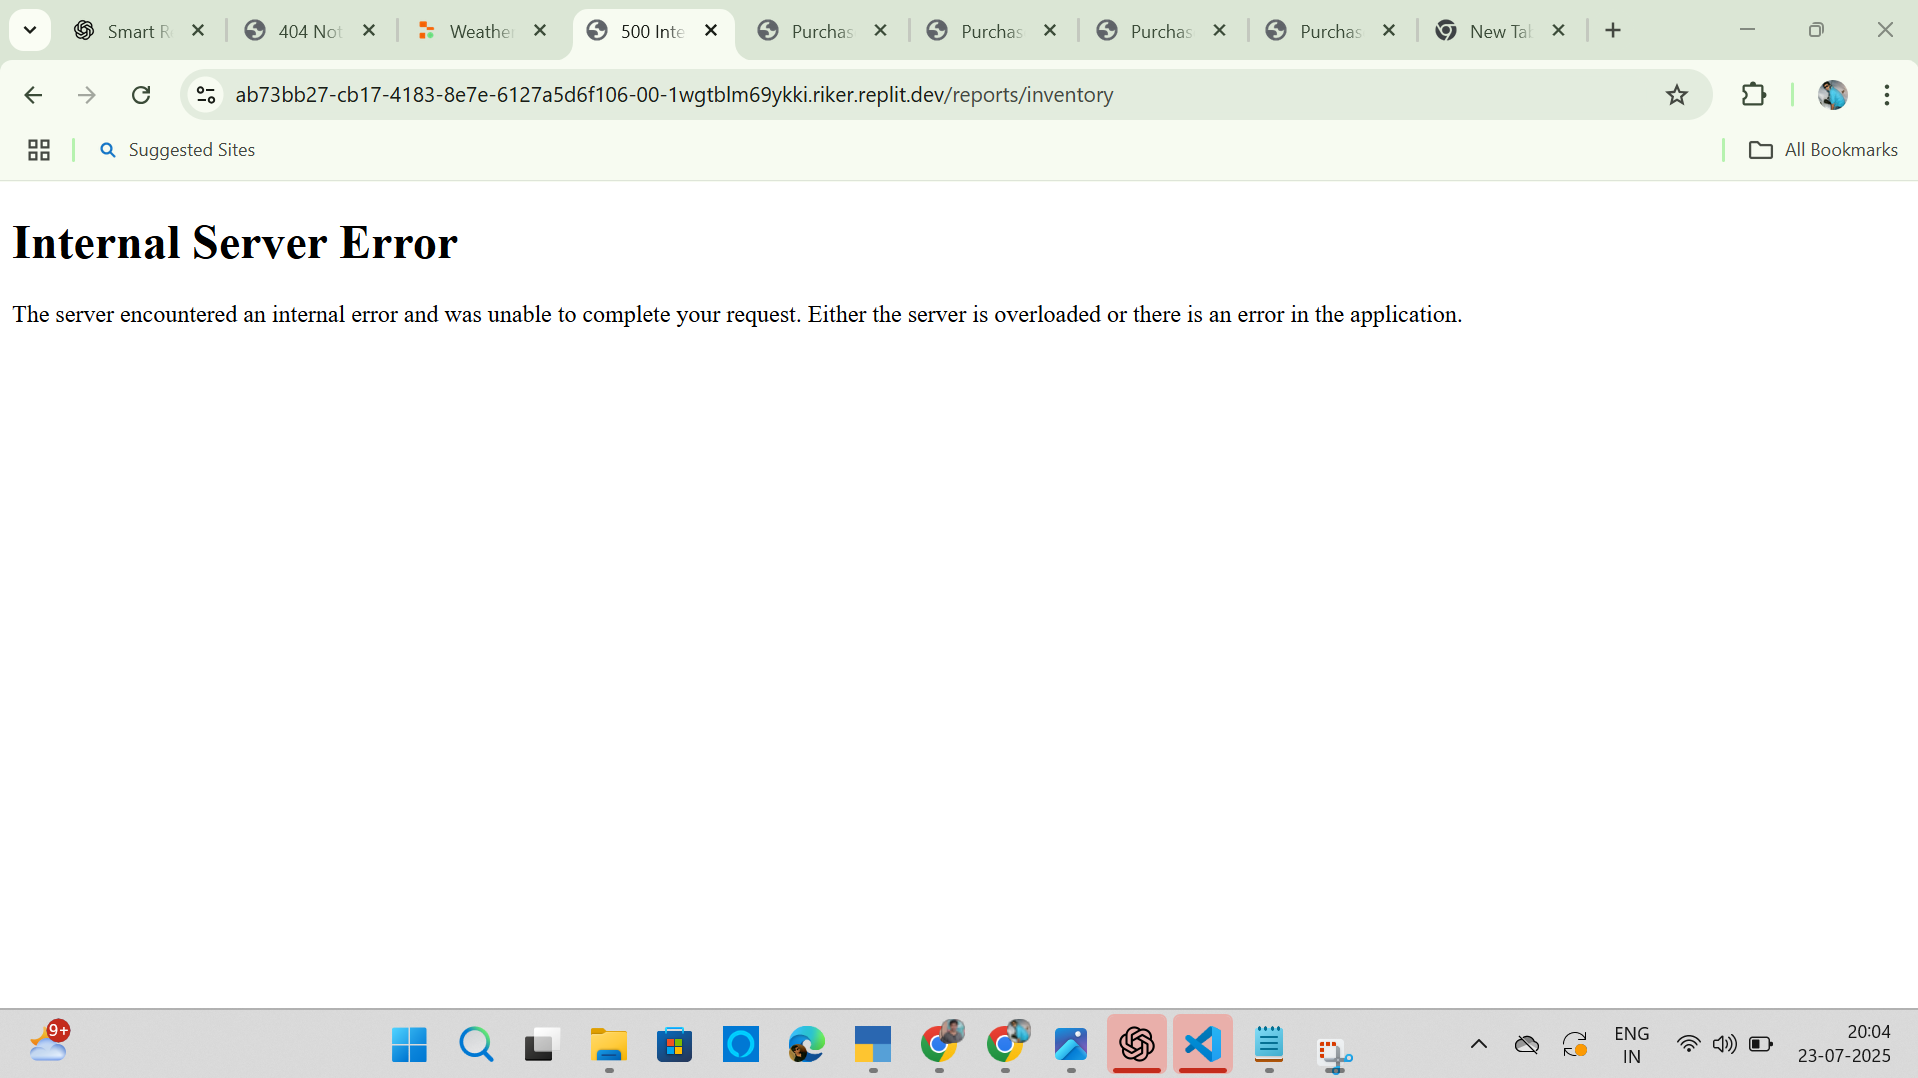 Smart Re
404 Not
Weather
500 Inte
Purchas
Purchas
Purchas
Purchas
New Tab
ab73bb27-cb17-4183-8e7e-6127a5d6f106-00-1wgtblm69ykki.riker.replit.dev/reports/inventory
Suggested Sites
All Bookmarks
Internal Server Error
The server encountered an internal error and was unable to complete your request. Either the server is overloaded or there is an error in the application.
9+
ENG
IN
20:04
23-07-2025